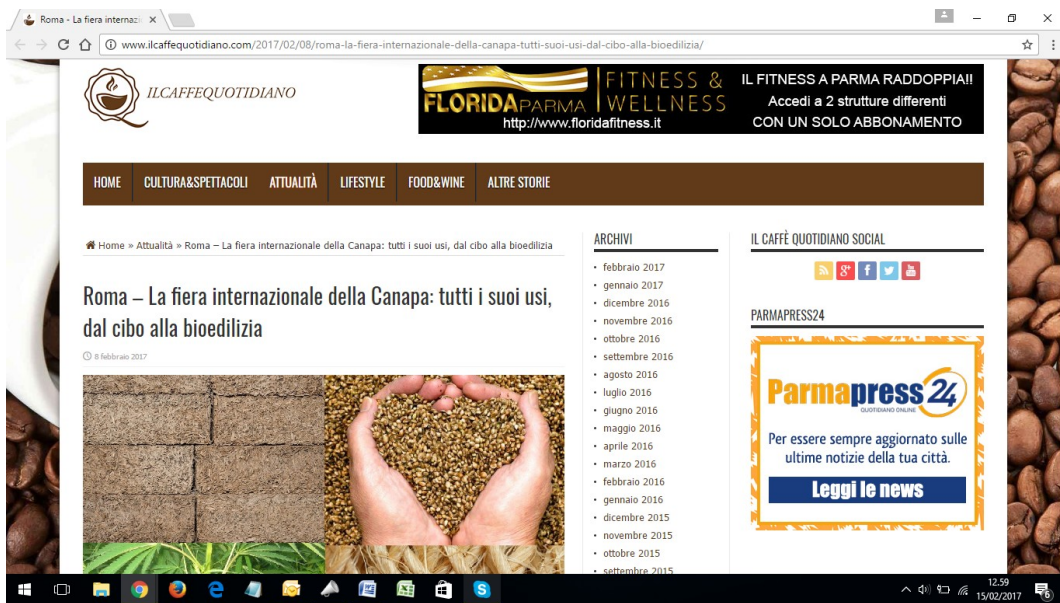 Roma - La fiera internazi
www.ilcaffequotidiano.com/2017/02/08/roma-la-fiera-internazionale-della-canapa-tutti-suoi-usi-dal-cibo-alla-bioedilizia/
ILCAFFEQUOTIDIANO
FLORIDAPARMA
FITNESS &
WELLNESS
http://www.floridafitness.it
IL FITNESS A PARMA RADDOPPIA!!
Accedi a 2 strutture differenti
CON UN SOLO ABBONAMENTO
HOME CULTURA&SPETTACOLI ATTUALITÀ LIFESTYLE FOOD&WINE ALTRE STORIE
Home » Attualità » Roma – La fiera internazionale della Canapa: tutti i suoi usi, dal cibo alla bioedilizia
Roma – La fiera internazionale della Canapa: tutti i suoi usi,
dal cibo alla bioedilizia
8 febbraio 2017
ARCHIVI
• febbraio 2017
• gennaio 2017
• dicembre 2016
• novembre 2016
• ottobre 2016
• settembre 2016
• agosto 2016
• luglio 2016
• giugno 2016
• maggio 2016
• aprile 2016
• marzo 2016
• febbraio 2016
• gennaio 2016
• dicembre 2015
• novembre 2015
• ottobre 2015
• settembre 2015
IL CAFFÈ QUOTIDIANO SOCIAL
PARMAPRESS24
Parmapress24
QUOTIDIANO ONLINE
Per essere sempre aggiornato sulle
ultime notizie della tua città.
Leggi le news
12.59
15/02/2017